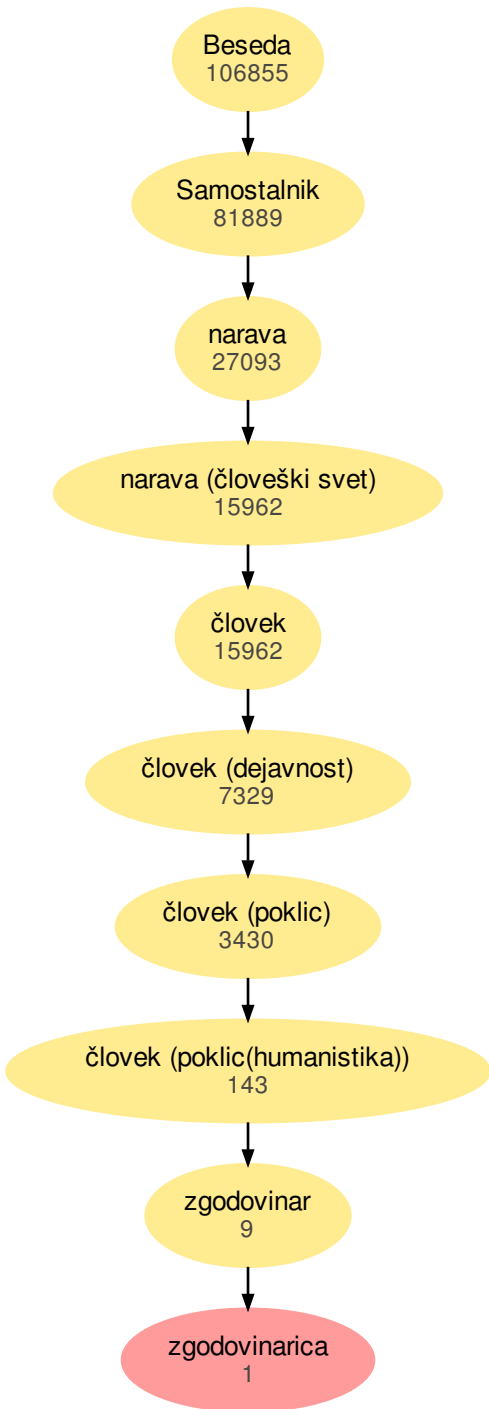 Beseda
106855
Samostalnik
81889
narava
27093
narava (človeški svet)
15962
človek
15962
človek (dejavnost)
7329
človek (poklic)
3430
človek (poklic(humanistika))
143
zgodovinar
9
zgodovinarica
1